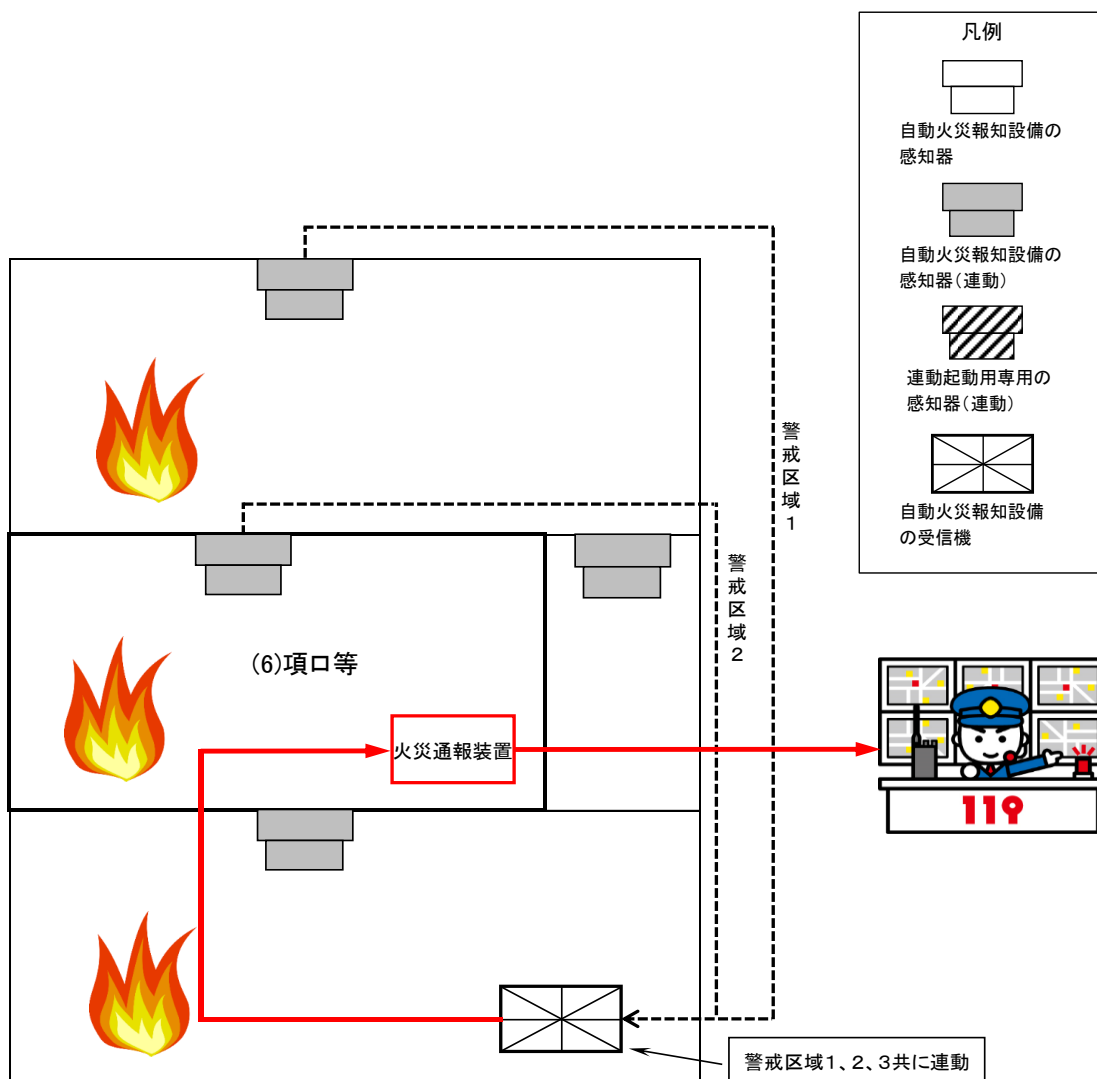 凡例
自動火災報知設備の
感知器
自動火災報知設備の
感知器(連動)
連動起動用専用の
感知器(連動)
自動火災報知設備
の受信機
警戒区域1
警戒区域2
(6)項ロ等
火災通報装置
119
警戒区域1、2、3共に連動